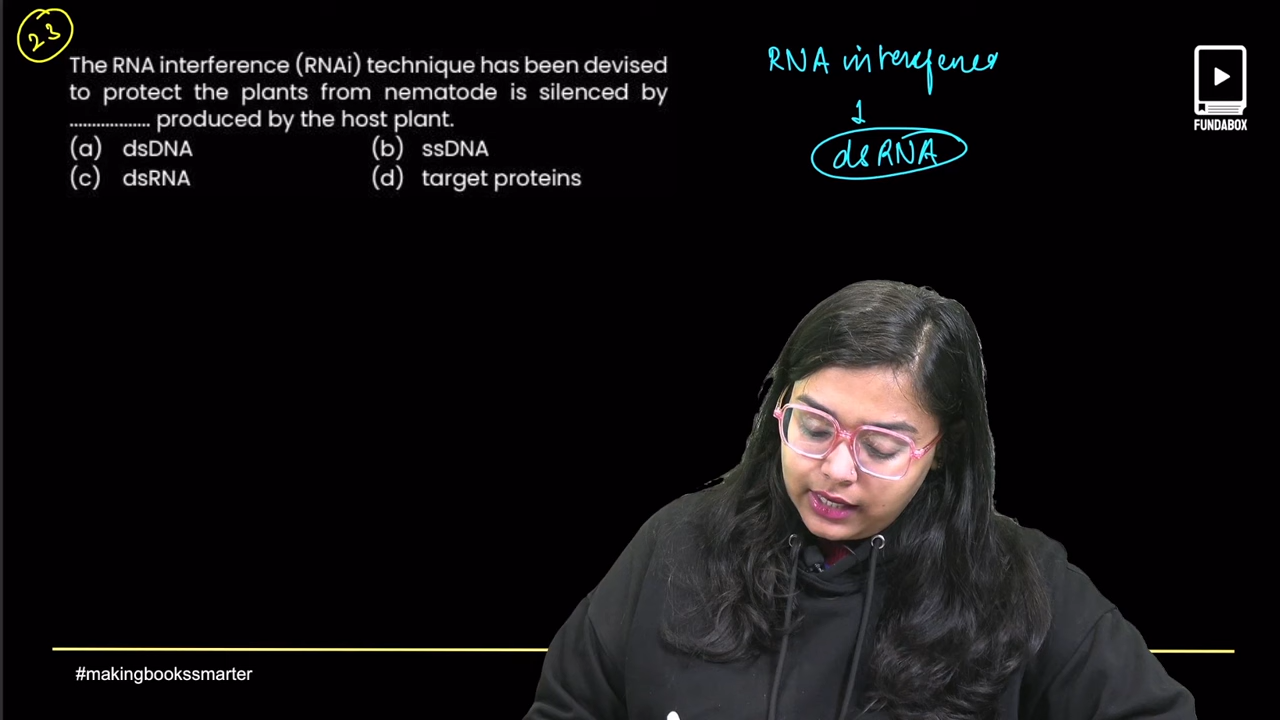 23
The RNA interference (RNAi) technique has been devised
to protect the plants from nematode is silenced by
.................. produced by the host plant.
(a) dsDNA (b) ssDNA
(c) dsRNA (d) target proteins
RNA interference
dsRNA
FUNDABOX
#makingbookssmarter